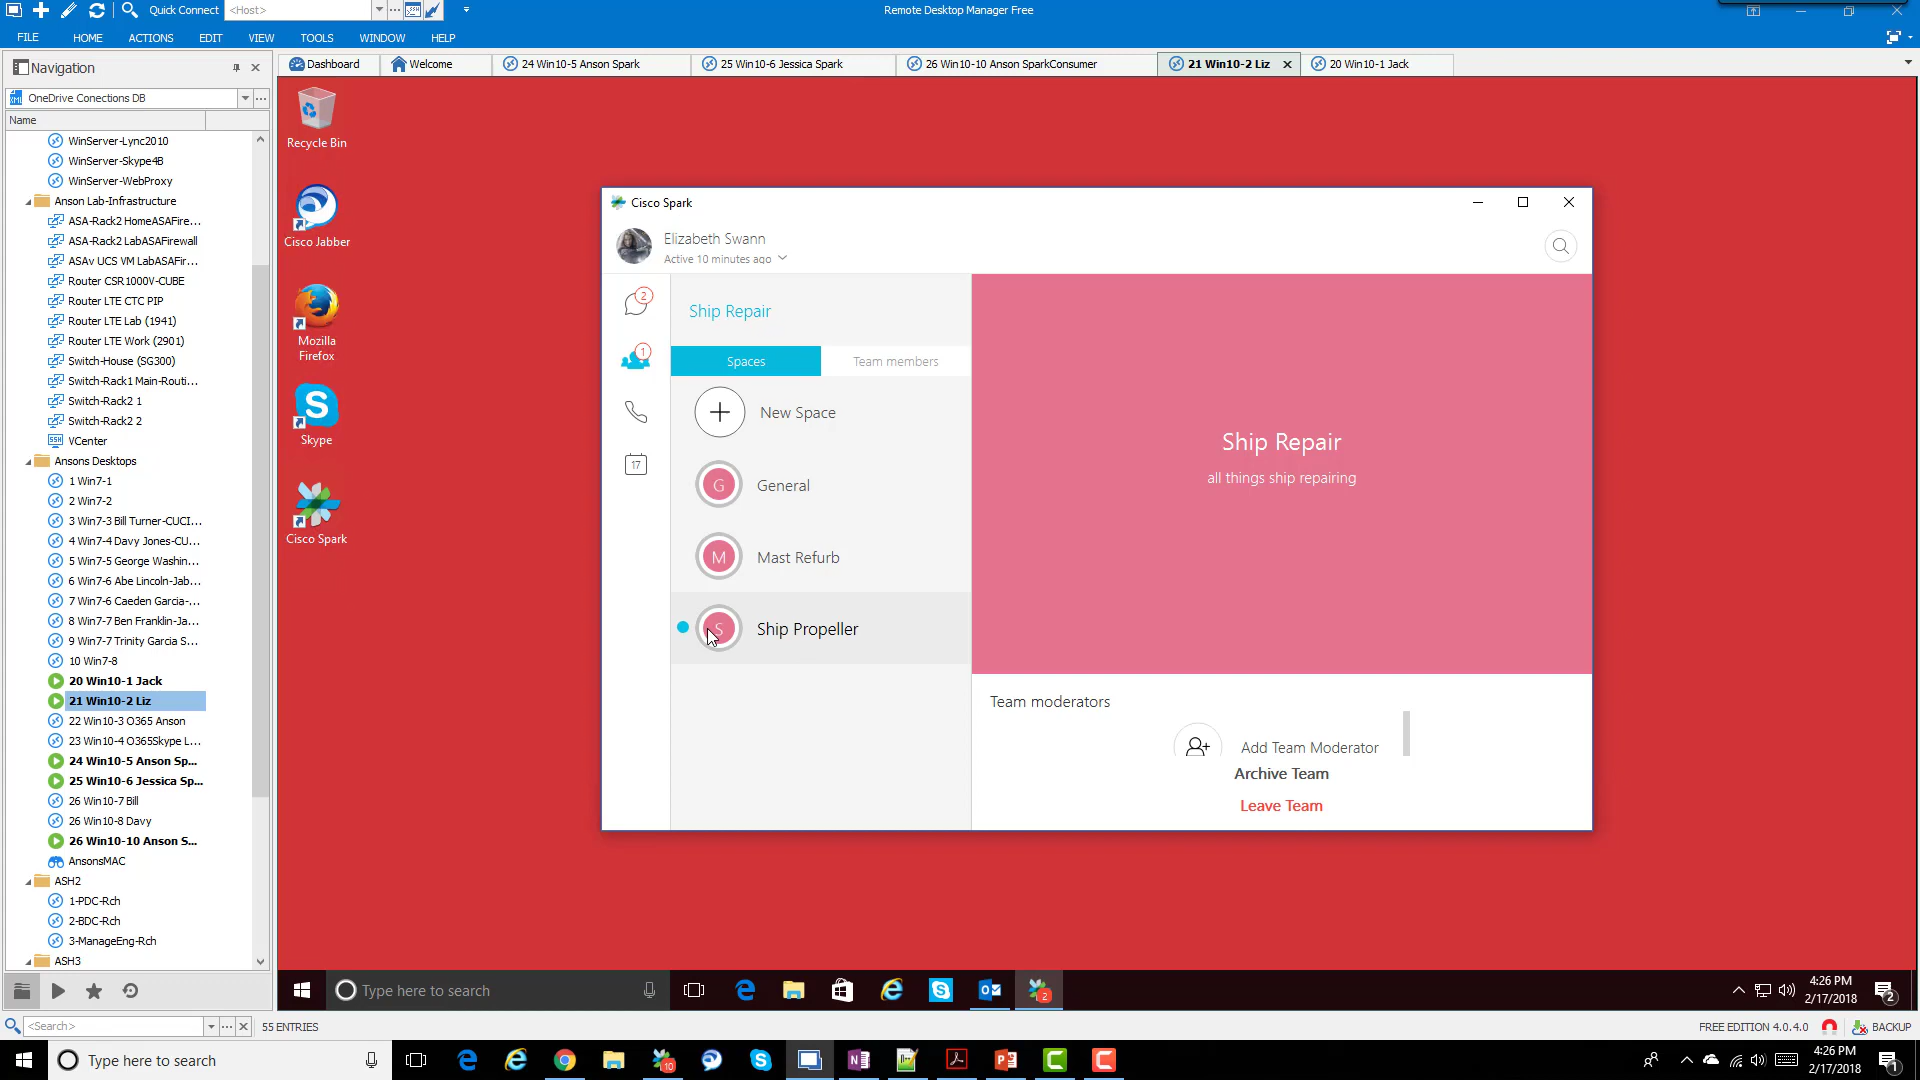 Quick Connect <Host>
Remote Desktop Manager Free
FILE HOME ACTIONS EDIT VIEW TOOLS WINDOW HELP
Navigation
Dashboard Welcome 24 Win10-5 Anson Spark 25 Win10-6 Jessica Spark 26 Win10-10 Anson SparkConsumer 21 Win10-2 Liz 20 Win10-1 Jack
OneDrive Conections DB
Name
WinServer-Lync2010
WinServer-Skype4B
WinServer-WebProxy
Anson Lab-Infrastructure
ASA-Rack2 HomeASAFire...
ASA-Rack2 LabASAFirewall
ASAv UCS VM LabASAFir...
Router CSR1000V-CUBE
Router LTE CTC PIP
Router LTE Lab (1941)
Router LTE Work (2901)
Switch-House (SG300)
Switch-Rack1 Main-Routi...
Switch-Rack2 1
Switch-Rack2 2
VCenter
Ansons Desktops
1 Win7-1
2 Win7-2
3 Win7-3 Bill Turner-CUCI...
4 Win7-4 Davy Jones-CU...
5 Win7-5 George Washin...
6 Win7-6 Abe Lincoln-Jab...
7 Win7-6 Caeden Garcia-...
8 Win7-7 Ben Franklin-Ja...
9 Win7-7 Trinity Garcia S...
10 Win7-8
20 Win10-1 Jack
21 Win10-2 Liz
22 Win10-3 O365 Anson
23 Win10-4 O365Skype L...
24 Win10-5 Anson Sp...
25 Win10-6 Jessica Sp...
26 Win10-7 Bill
26 Win10-8 Davy
26 Win10-10 Anson S...
AnsonsMAC
ASH2
1-PDC-Rch
2-BDC-Rch
3-ManageEng-Rch
ASH3
<Search>
55 ENTRIES
Recycle Bin
Cisco Jabber
Mozilla
Firefox
Skype
Cisco Spark
Cisco Spark
Elizabeth Swann
Active 10 minutes ago
2
1
17
Ship Repair
Spaces Team members
New Space
G General
M Mast Refurb
S Ship Propeller
Ship Repair
all things ship repairing
Team moderators
Add Team Moderator
Archive Team
Leave Team
Type here to search
2
4:26 PM
2/17/2018
2
FREE EDITION 4.0.4.0 BACKUP
Type here to search
10
4:26 PM
2/17/2018
1